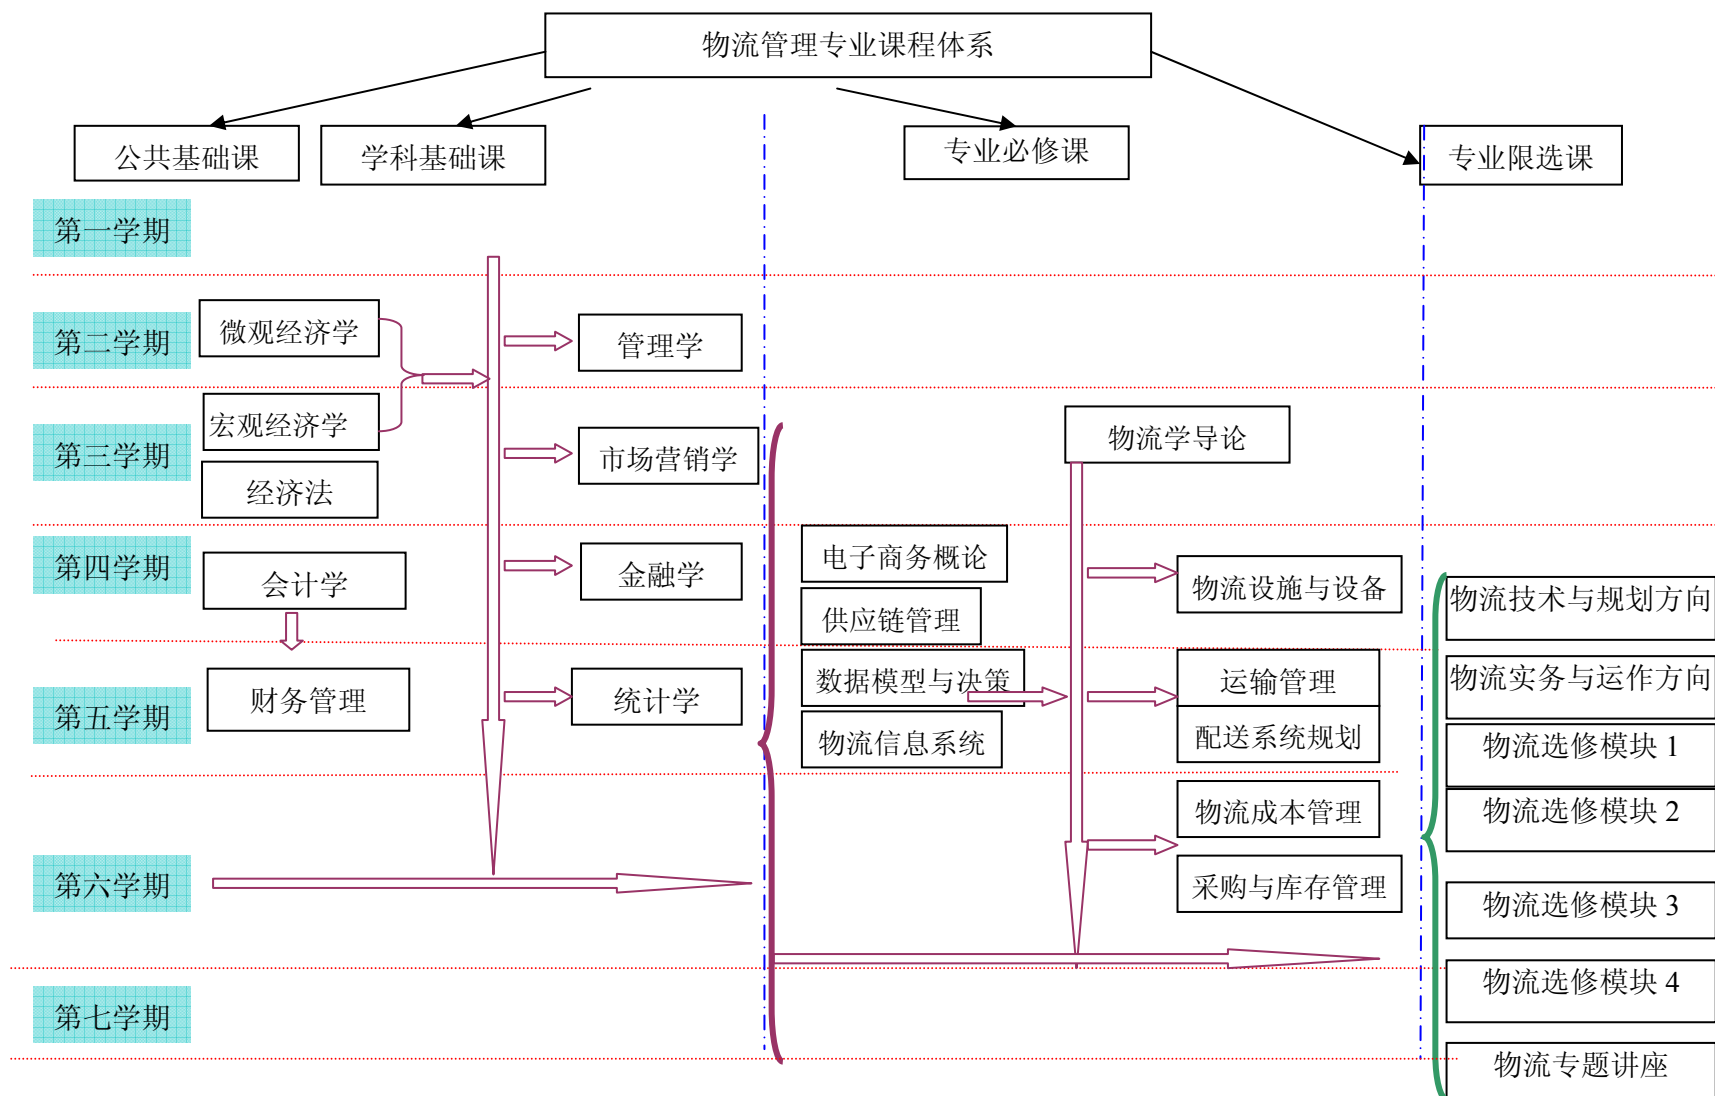 物流管理专业课程体系
公共基础课
学科基础课
专业必修课
专业限选课
第一学期
第二学期
微观经济学
管理学
第三学期
宏观经济学
经济法
市场营销学
物流学导论
第四学期
会计学
金融学
电子商务概论
供应链管理
物流设施与设备
第五学期
财务管理
统计学
数据模型与决策
物流信息系统
运输管理
配送系统规划
第六学期
物流成本管理
采购与库存管理
第七学期
物流技术与规划方向
物流实务与运作方向
物流选修模块 1
物流选修模块 2
物流选修模块 3
物流选修模块 4
物流专题讲座